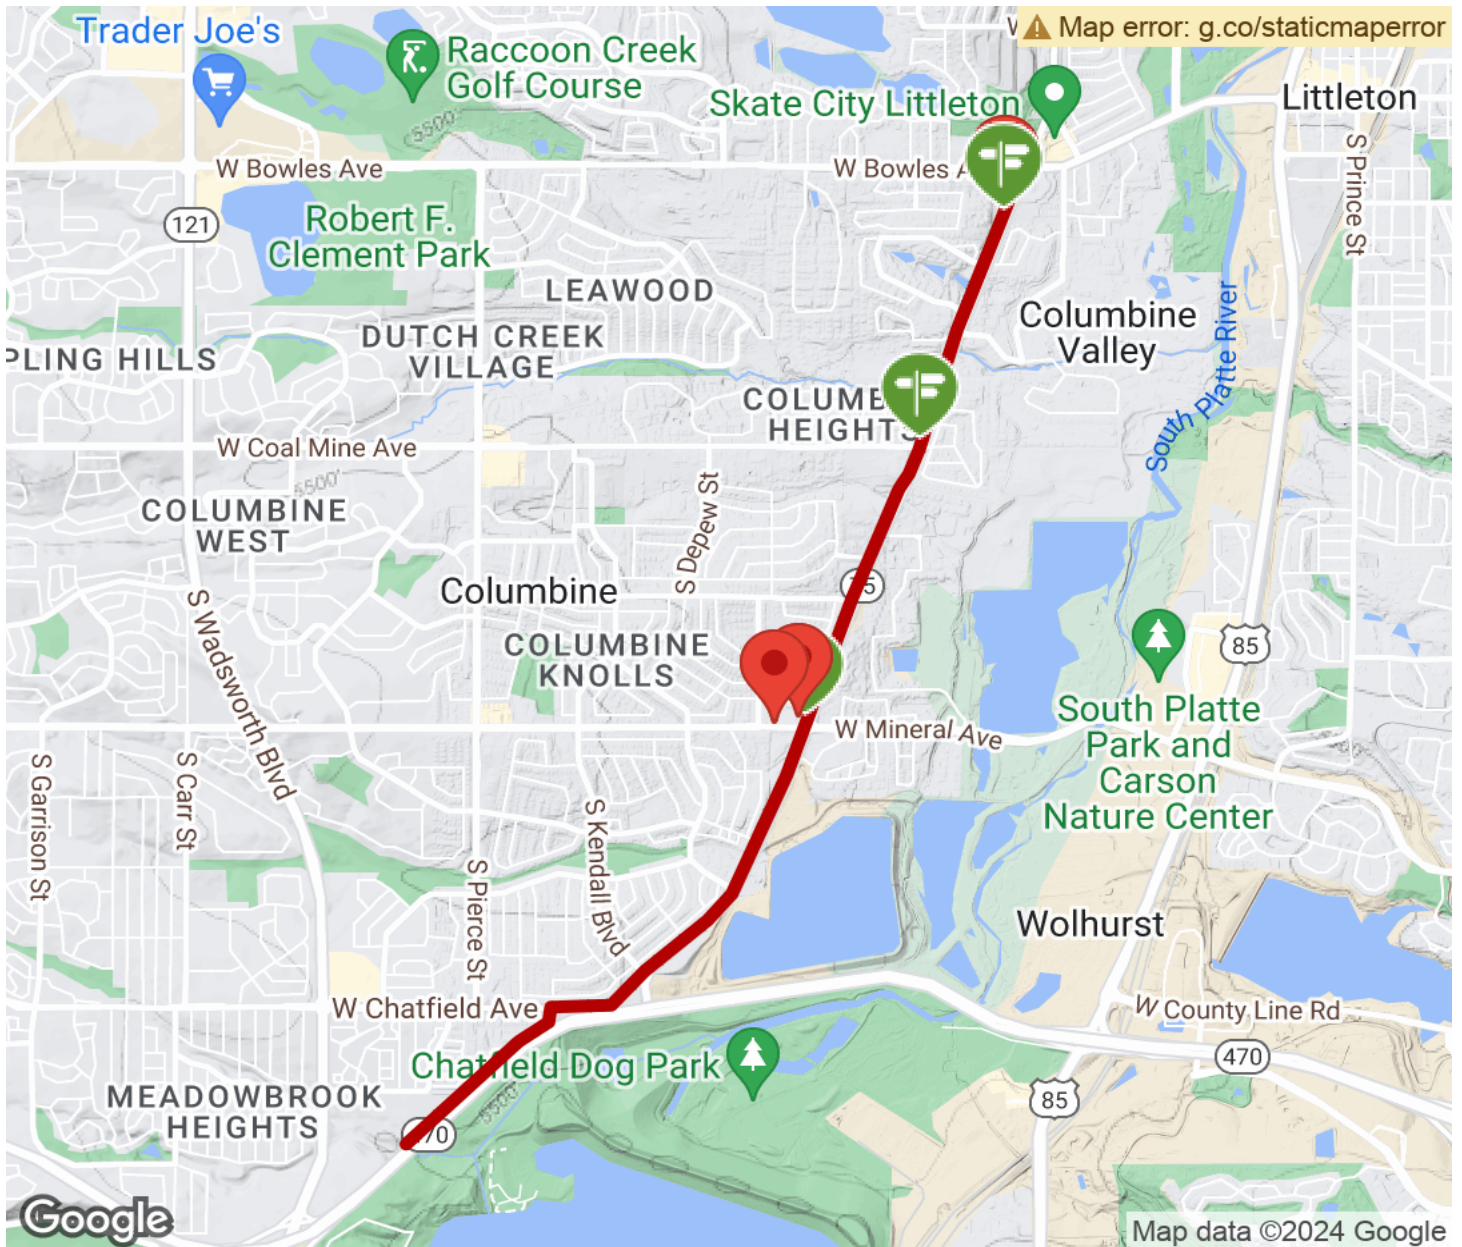 Trader Joe's
Raccoon Creek
Golf Course
Map error: g.co/staticmaperror
Skate City Littleton
Littleton
5500
W Bowles Ave
W Bowles A
S Prince St
121
Robert F.
Clement Park
LEAWOOD
Columbine
Valley
DUTCH CREEK
VILLAGE
PLING HILLS
South Platte River
COLUMB
HEIGHTS
W Coal Mine Ave
5500'
COLUMBINE
WEST
S Depew St
Columbine
75
S Wadsworth Blvd
COLUMBINE
KNOLLS
85
W Mineral Ave
South Platte
Park and
Carson
Nature Center
S Garrison St
S Carr St
S Kendall Blvd
S Pierce St
Wolhurst
W Chatfield Ave
W County Line Rd
470
Chatfield Dog Park
MEADOWBROOK
HEIGHTS
5500'
85
470
Google
Map data ©2024 Google